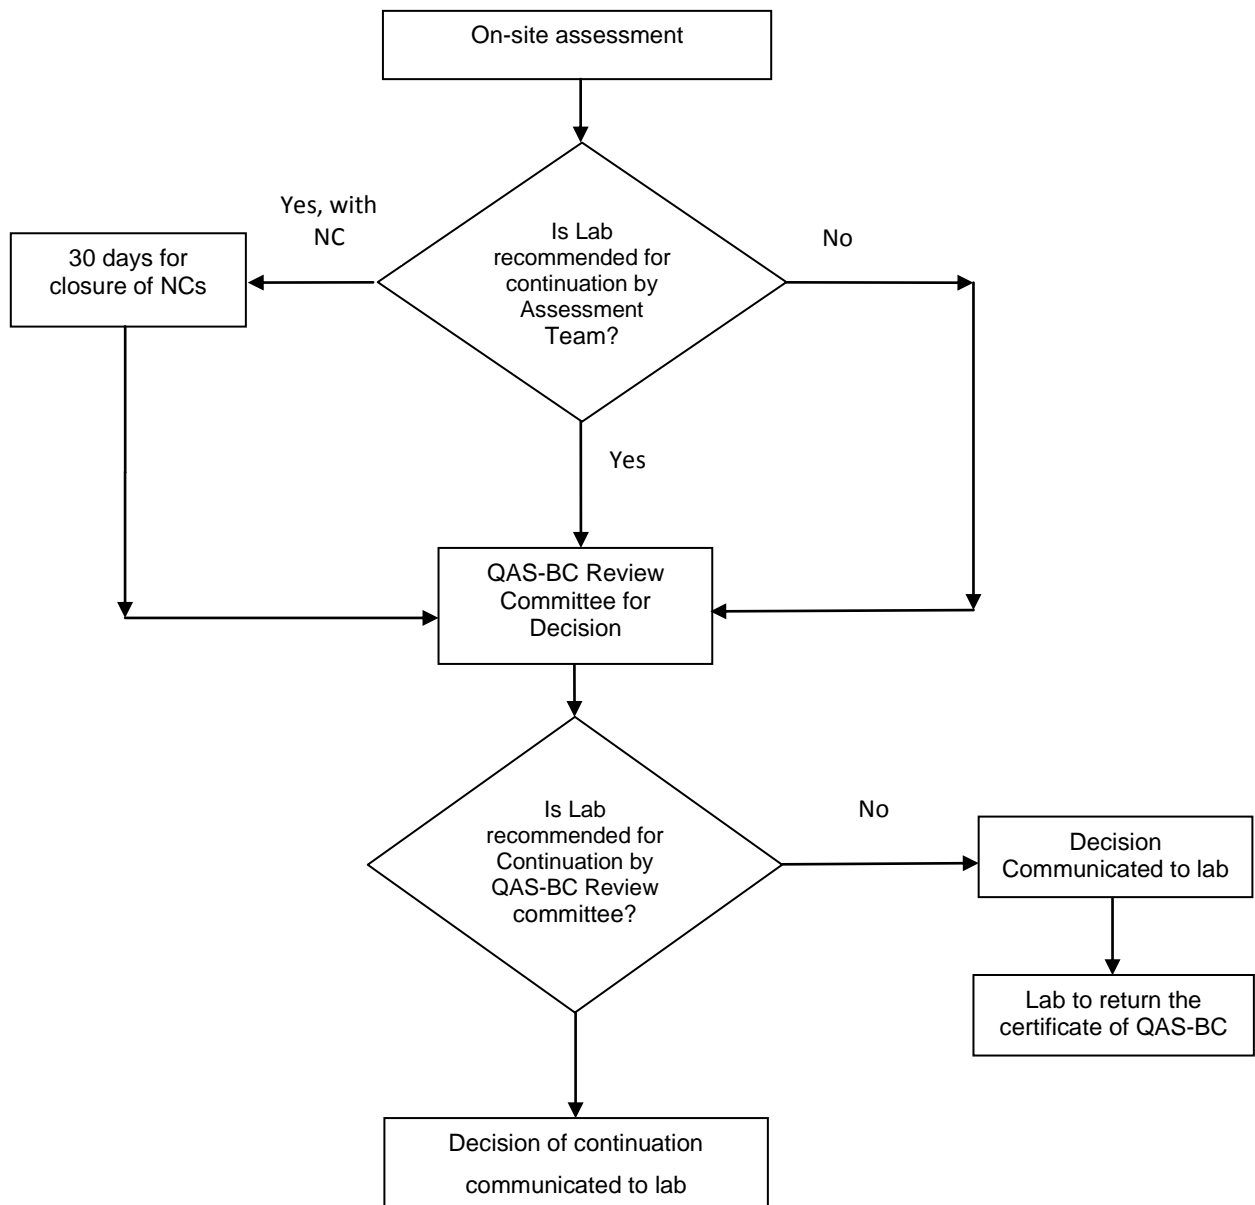 On-site assessment
Yes, with
NC
Is Lab
recommended for
continuation by
Assessment
Team?
No
30 days for
closure of NCs
Yes
QAS-BC Review
Committee for
Decision
Is Lab
recommended for
Continuation by
QAS-BC Review
committee?
No
Decision
Communicated to lab
Lab to return the
certificate of QAS-BC
Decision of continuation
communicated to lab